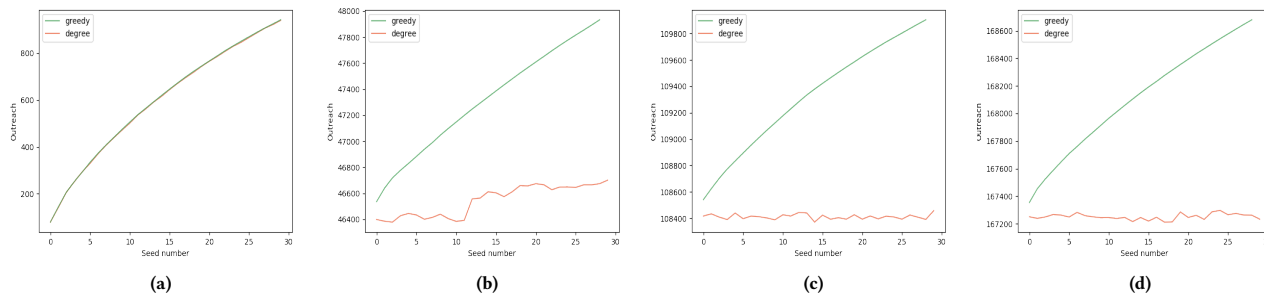 greedy
degree
800
600
400
200
Outreach
0 5 10 15 20 25 30
Seed number
(a)
greedy
degree
48000
47800
47600
47400
47200
47000
46800
46600
46400
Outreach
0 5 10 15 20 25 30
Seed number
(b)
greedy
degree
109800
109600
109400
109200
109000
108800
108600
108400
Outreach
0 5 10 15 20 25 30
Seed number
(c)
greedy
degree
168600
168400
168200
168000
167800
167600
167400
167200
Outreach
0 5 10 15 20 25
Seed number
(d)